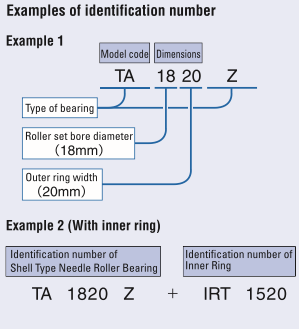 Examples of identification number
Example 1
Model code Dimensions
TA 18 20 Z
Type of bearing
Roller set bore diameter
(18mm)
Outer ring width
(20mm)
Example 2 (With inner ring)
Identification number of
Shell Type Needle Roller Bearing
Identification number of
Inner Ring
TA 1820 Z + IRT 1520